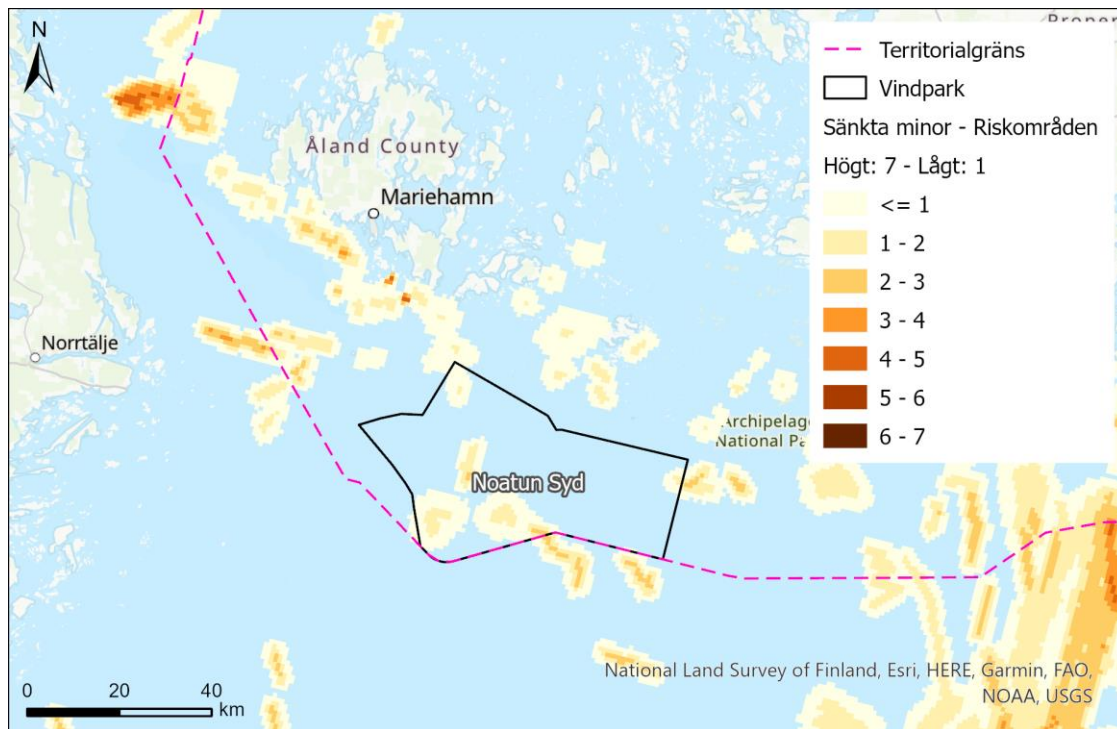 N
Åland County
Mariehamn
Norrtälje
Noatun Syd
Archipelago
National Pa
Territorialgräns
Vindpark
Sänkta minor - Riskområden
Högt: 7 - Lågt: 1
<= 1
1 - 2
2 - 3
3 - 4
4 - 5
5 - 6
6 - 7
0 20 40
km
National Land Survey of Finland, Esri, HERE, Garmin, FAO,
NOAA, USGS